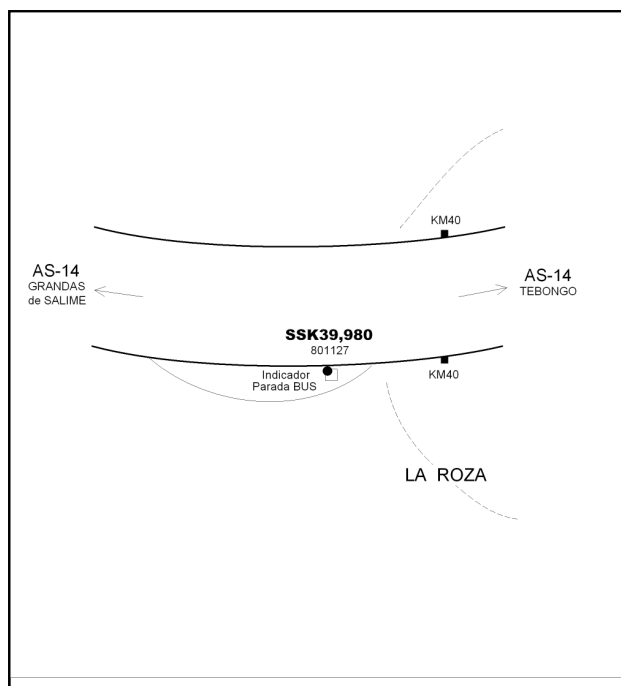 KM40
AS-14
GRANDAS
de SALIME
AS-14
TEBONGO
SSK39,980
801127
Indicador
Parada BUS
KM40
LA ROZA